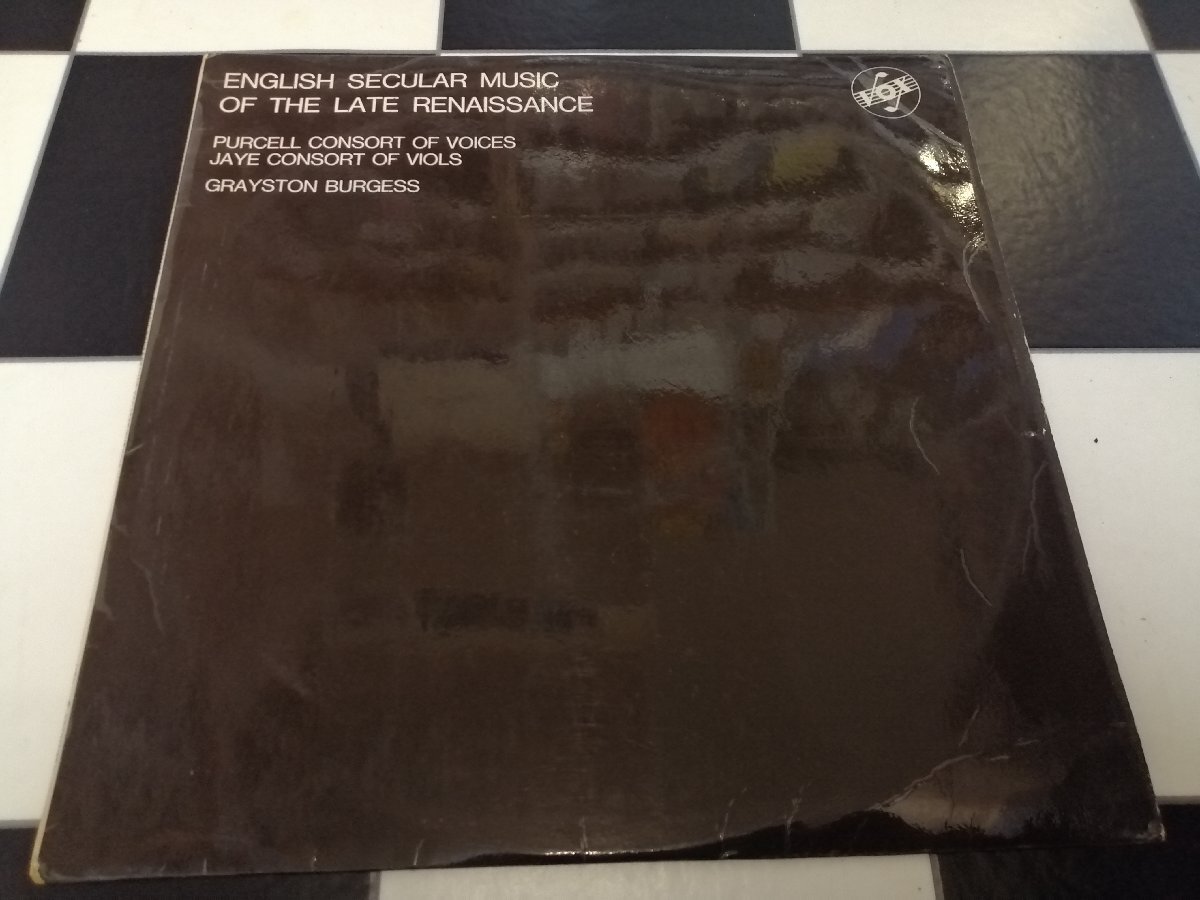 ENGLISH SECULAR MUSIC
OF THE LATE RENAISSANCE
VOX
PURCELL CONSORT OF VOICES
JAYE CONSORT OF VIOLS
GRAYSTON BURGESS